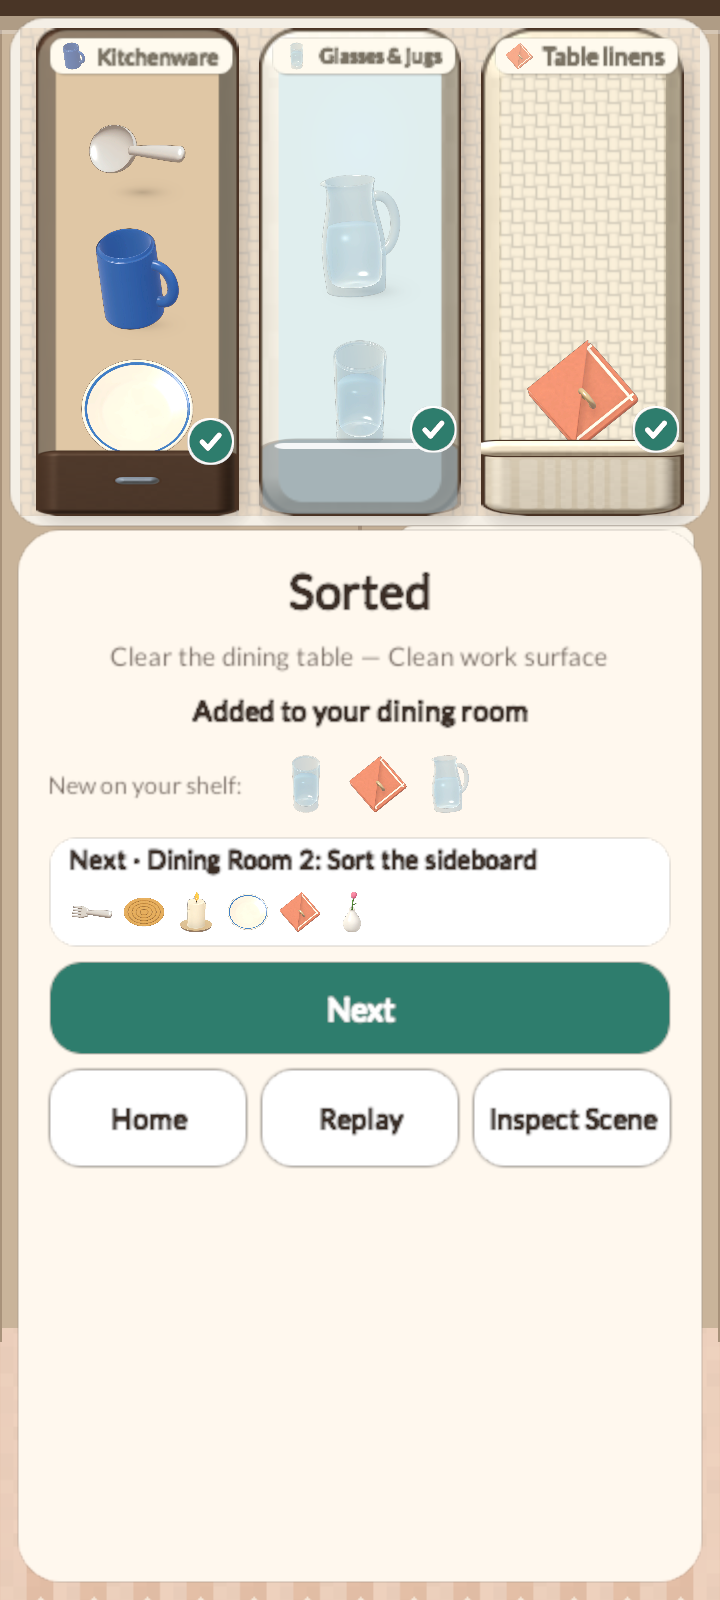 Kitchenware
Glasses & Jugs
Table linens
Sorted
Clear the dining table — Clean work surface
Added to your dining room
New on your shelf:
Next · Dining Room 2: Sort the sideboard
Next
Home
Replay
Inspect Scene